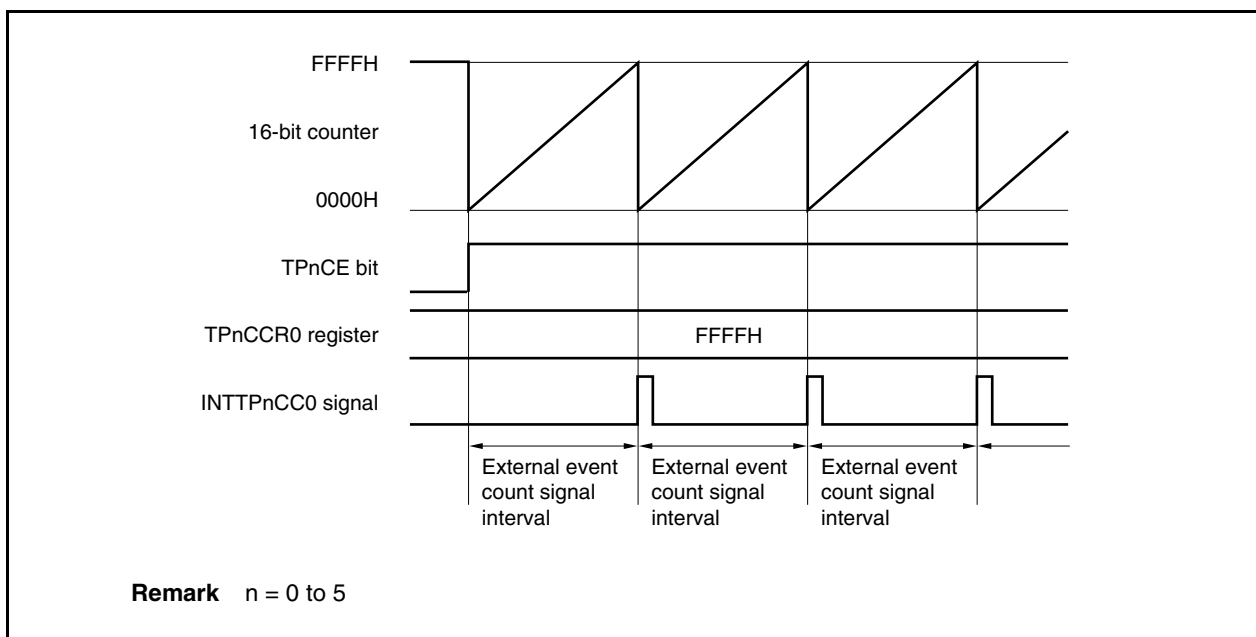 FFFFH
16-bit counter
0000H
TPnCE bit
TPnCCR0 register
FFFFH
INTTPnCC0 signal
External event
count signal
interval
External event
count signal
interval
External event
count signal
interval
Remark n = 0 to 5